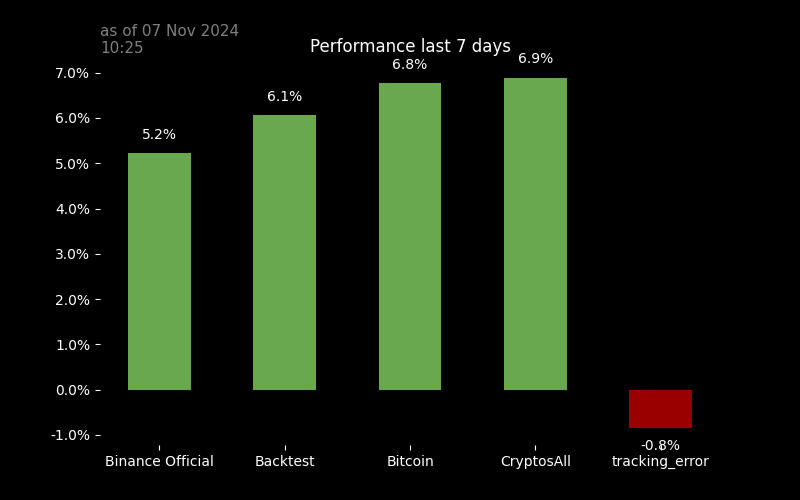 as of 07 Nov 2024
10:25
Performance last 7 days
7.0%
6.0%
5.0%
4.0%
3.0%
2.0%
1.0%
0.0%
-1.0%
5.2%
6.1%
6.8%
6.9%
-0.8%
Binance Official
Backtest
Bitcoin
CryptosAll
tracking_error